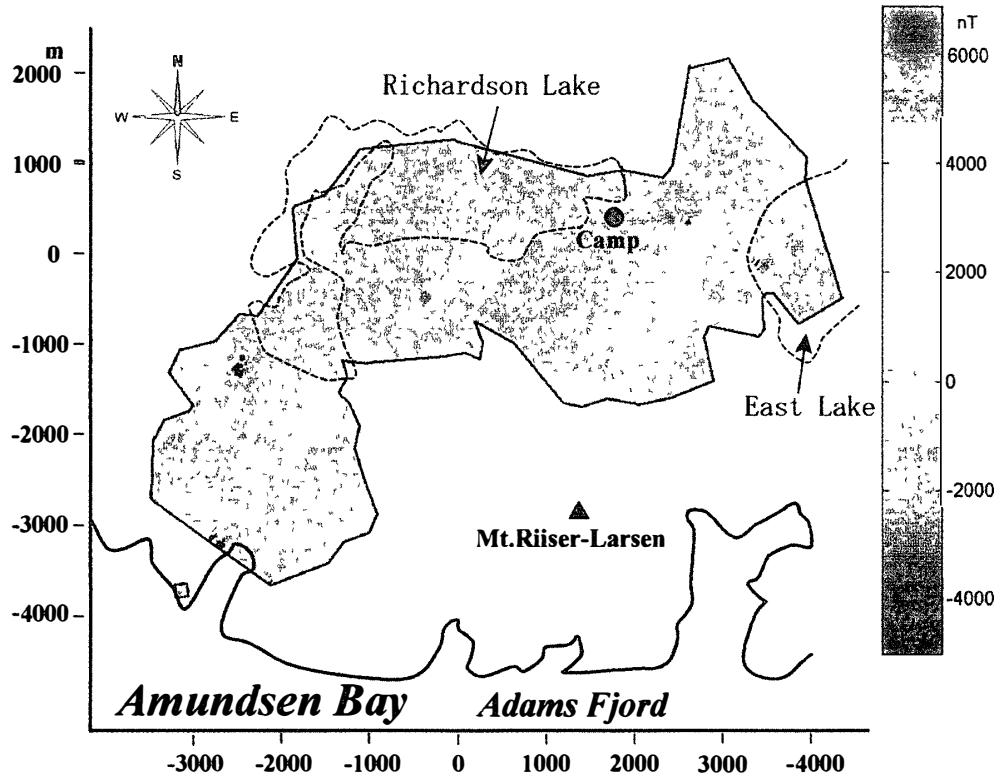 m
2000
1000
0
-1000
-2000
-3000
-4000
N
W E
S
Richardson Lake
Camp
East Lake
Mt.Riiser-Larsen
Amundsen Bay
Adams Fjord
-3000 -2000 -1000 0 1000 2000 3000 -4000
nT
6000
4000
2000
0
-2000
-4000